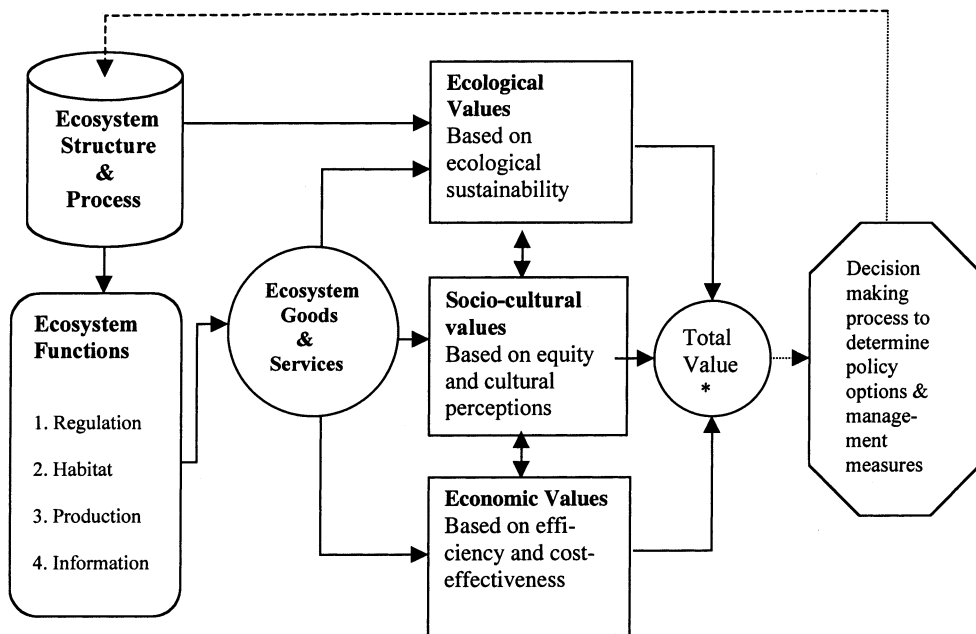 Ecosystem
Structure
&
Process
Ecosystem
Functions
1. Regulation
2. Habitat
3. Production
4. Information
Ecosystem
Goods
&
Services
Ecological
Values
Based on
ecological
sustainability
Socio-cultural
values
Based on equity
and cultural
perceptions
Economic Values
Based on effi-
ciency and cost-
effectiveness
Total
Value
*
Decision
making
process to
determine
policy
options &
manage-
ment
measures